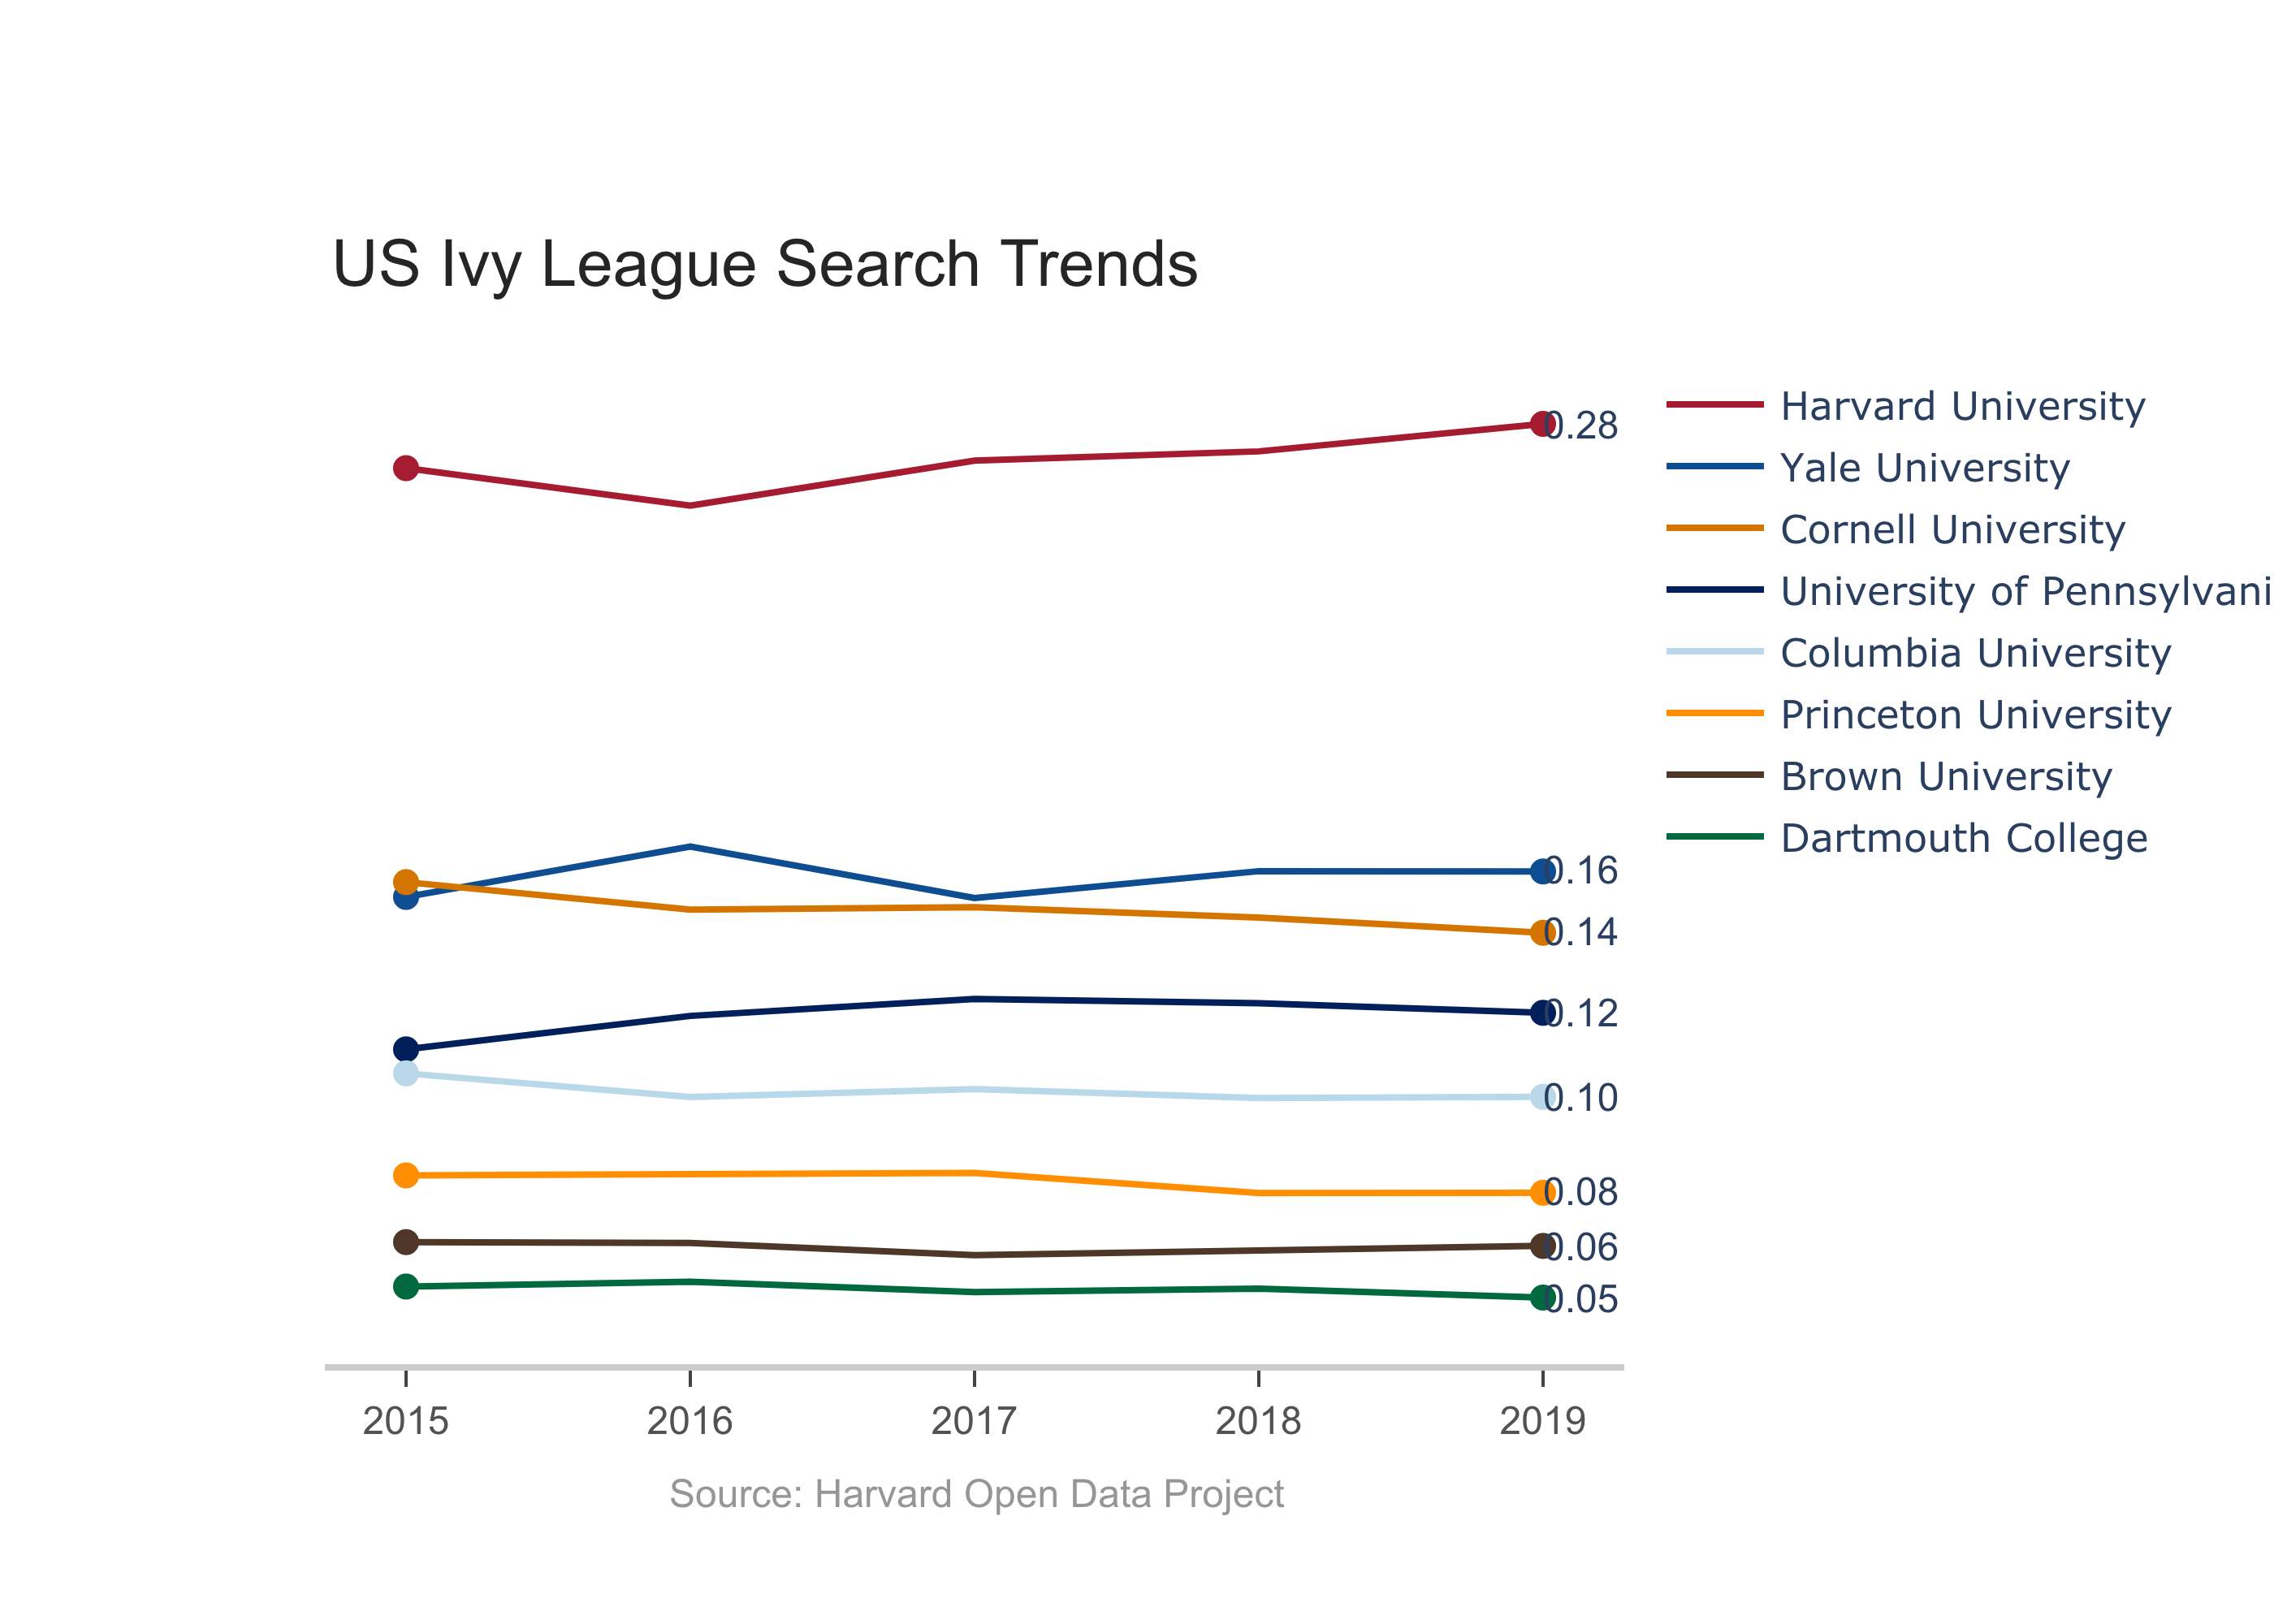 US Ivy League Search Trends
0.28
0.16
0.14
0.12
0.10
0.08
0.06
0.05
Harvard University
Yale University
Cornell University
University of Pennsylvani
Columbia University
Princeton University
Brown University
Dartmouth College
2015 2016 2017 2018 2019
Source: Harvard Open Data Project